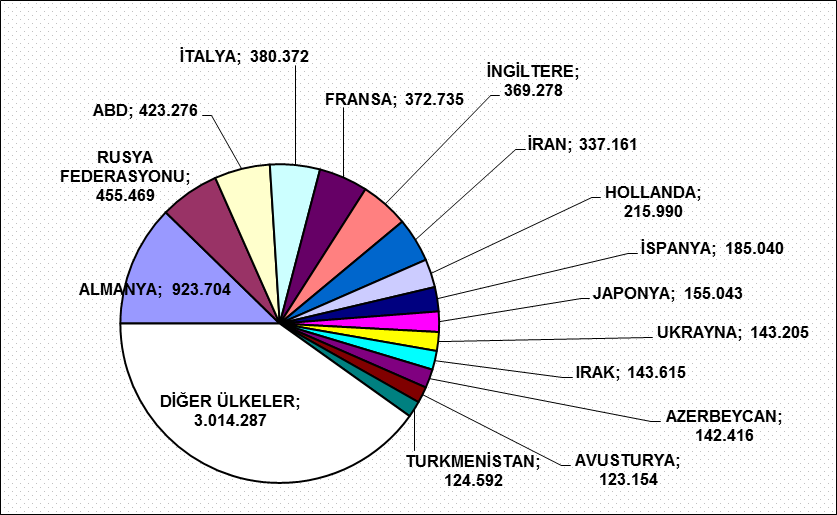 İTALYA; 380.372
İNGİLTERE;
369.278
FRANSA; 372.735
ABD; 423.276
İRAN; 337.161
RUSYA
FEDERASYONU;
455.469
HOLLANDA;
215.990
İSPANYA; 185.040
ALMANYA; 923.704
JAPONYA; 155.043
UKRAYNA; 143.205
IRAK; 143.615
DİĞER ÜLKELER;
3.014.287
AZERBEYCAN;
142.416
TURKMENİSTAN;
124.592
AVUSTURYA;
123.154